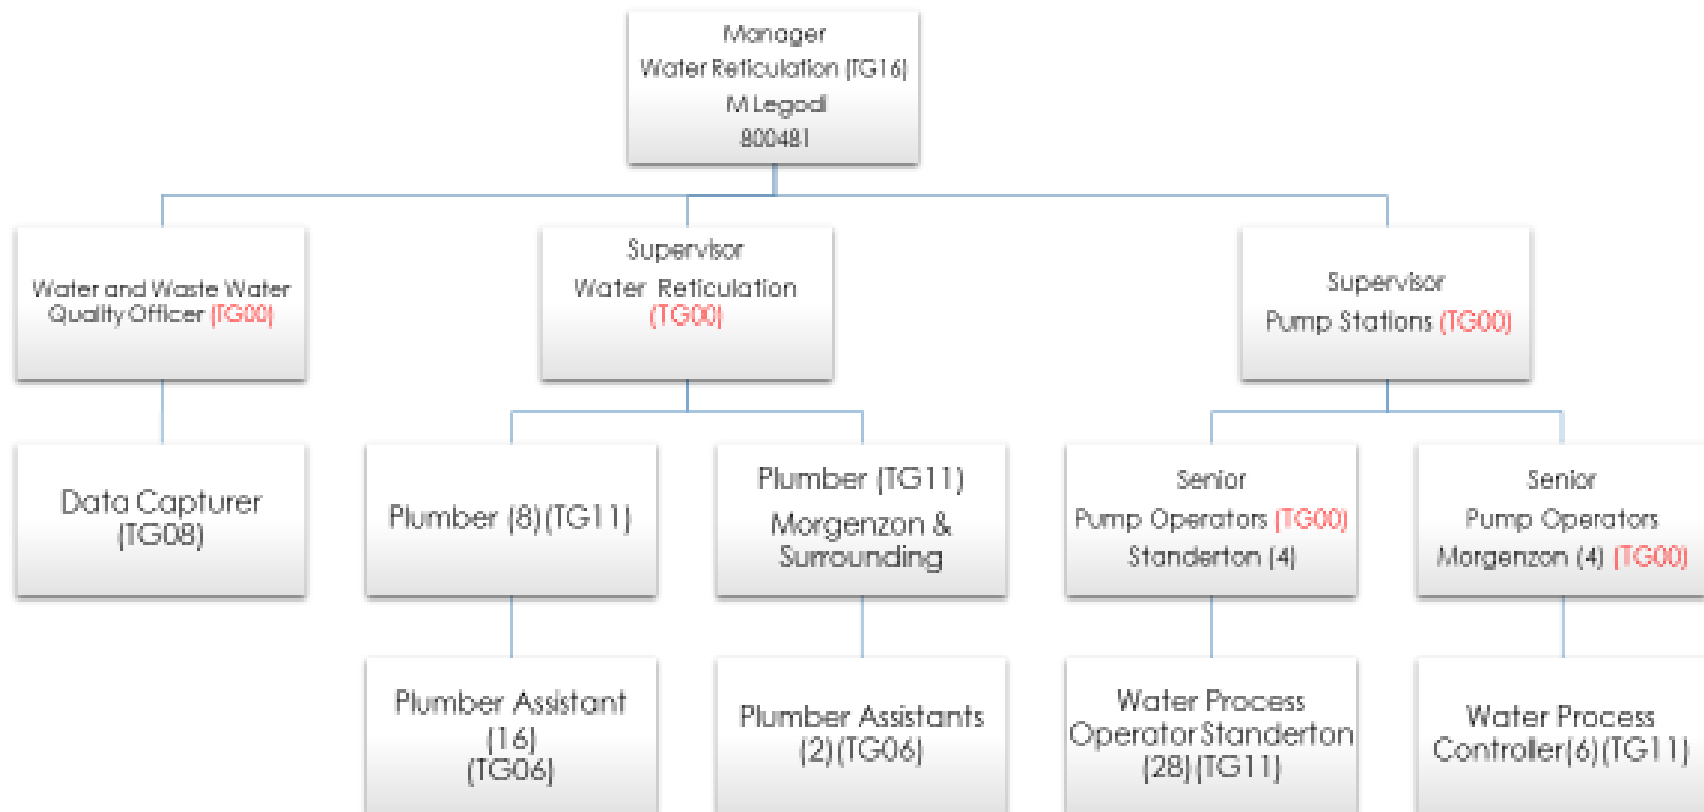 Manager
Water Reticulation (TG16)
M Legodi
800481
Water and Waste Water
Quality Officer (TG00)
Supervisor
Water Reticulation
(TG00)
Supervisor
Pump Stations (TG00)
Data Capturer
(TG08)
Plumber (8)(TG11)
Plumber (TG11)
Morgenzon &
Surrounding
Senior
Pump Operators (TG00)
Standerton (4)
Senior
Pump Operators
Morgenzon (4) (TG00)
Plumber Assistant
(16)
(TG06)
Plumber Assistants
(2)(TG06)
Water Process
Operator Standerton
(28)(TG11)
Water Process
Controller(6)(TG11)